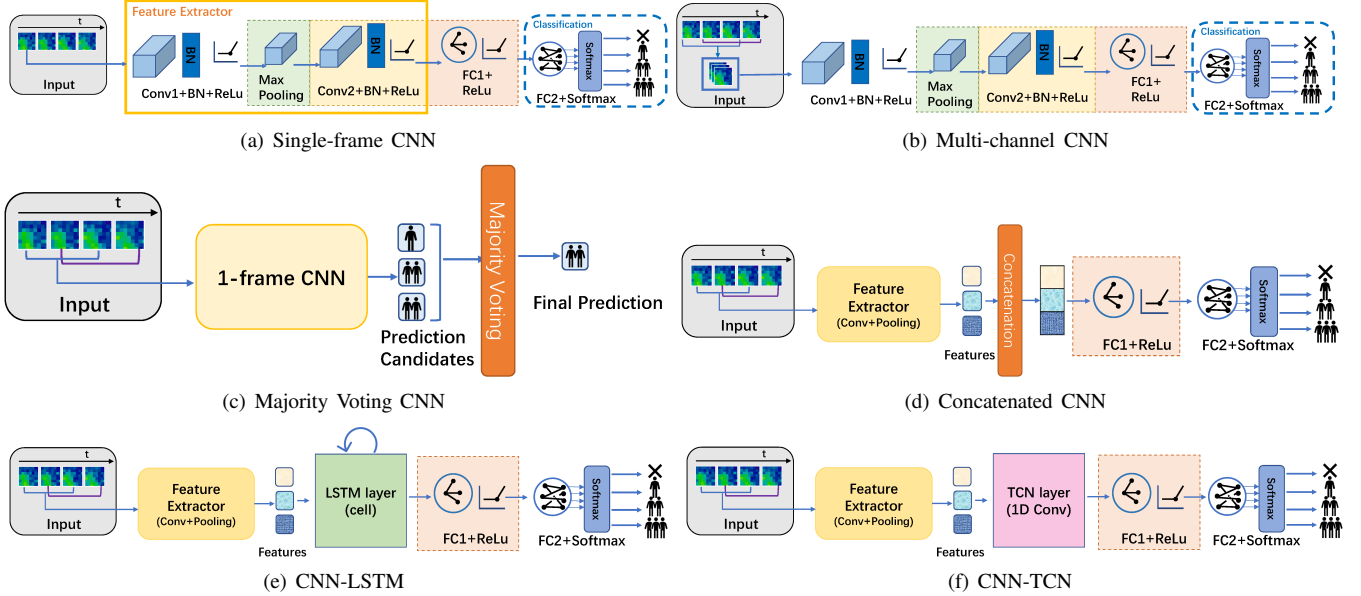 t
Input
Feature Extractor
Conv1+BN+ReLu
BN
Max
Pooling
BN
Conv2+BN+ReLU
FC1+
ReLu
Classification
Softmax
FC2+Softmax
(a) Single-frame CNN
t
Input
Conv1+BN+ReLu
BN
Max
Pooling
BN
Conv2+BN+ReLU
FC1+
ReLu
Classification
Softmax
FC2+Softmax
(b) Multi-channel CNN
t
Input
1-frame CNN
Prediction
Candidates
Majority Voting
Final Prediction
(c) Majority Voting CNN
t
Input
Feature
Extractor
(Conv+Pooling)
Features
Concatenation
FC1+ReLu
Softmax
FC2+Softmax
(d) Concatenated CNN
t
Input
Feature
Extractor
(Conv+Pooling)
Features
LSTM layer
(cell)
FC1+ReLu
Softmax
FC2+Softmax
(e) CNN-LSTM
t
Input
Feature
Extractor
(Conv+Pooling)
Features
TCN layer
(1D Conv)
FC1+ReLu
Softmax
FC2+Softmax
(f) CNN-TCN